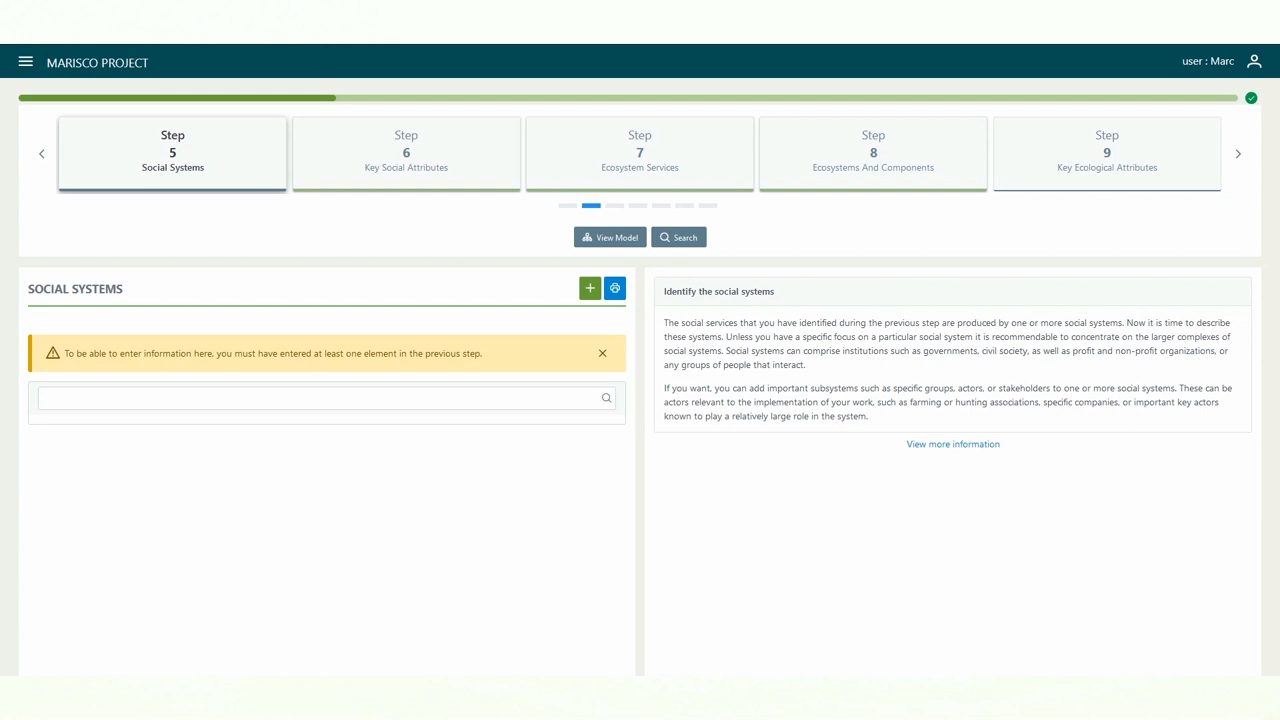 MARISCO PROJECT
user : Marc
Step
5
Social Systems
Step
6
Key Social Attributes
Step
7
Ecosystem Services
Step
8
Ecosystems And Components
Step
9
Key Ecological Attributes
View Model
Search
SOCIAL SYSTEMS
To be able to enter information here, you must have entered at least one element in the previous step.
Identify the social systems
The social services that you have identified during the previous step are produced by one or more social systems. Now it is time to describe
these systems. Unless you have a specific focus on a particular social system it is recommendable to concentrate on the larger complexes of
social systems. Social systems can comprise institutions such as governments, civil society, as well as profit and non-profit organizations, or
any groups of people that interact.
If you want, you can add important subsystems such as specific groups, actors, or stakeholders to one or more social systems. These can be
actors relevant to the implementation of your work, such as farming or hunting associations, specific companies, or important key actors
known to play a relatively large role in the system.
View more information